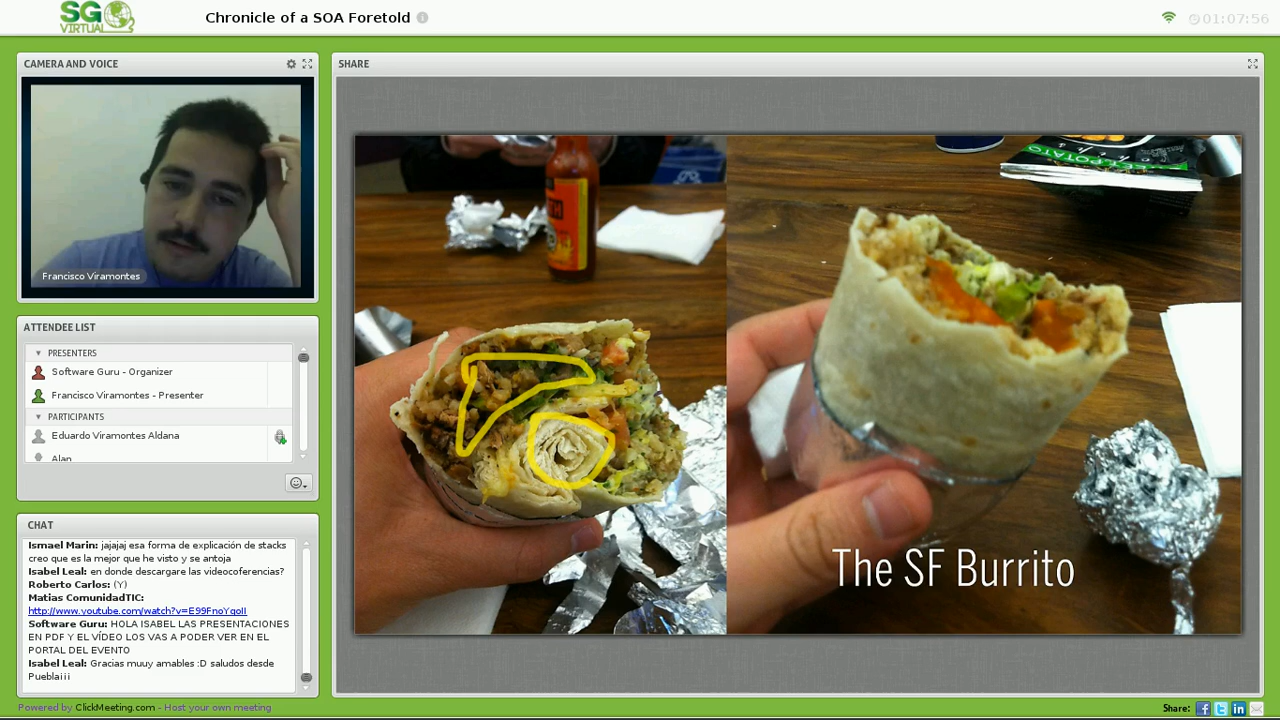 SG
VIRTUAL
Chronicle of a SOA Foretold
01:07:56
CAMERA AND VOICE
Francisco Viramontes
ATTENDEE LIST
PRESENTERS
Software Guru - Organizer
Francisco Viramontes - Presenter
PARTICIPANTS
Eduardo Viramontes Aldana
Alan
CHAT
Ismael Marin: jajajaj esa forma de explicación de stacks
creo que es la mejor que he visto y se antoja
Isabel Leal: en donde descargare las videocoferencias?
Roberto Carlos: (Y)
Matias ComunidadTIC:
http://www.youtube.com/watch?v=E99FnoYqoII
Software Guru: HOLA ISABEL LAS PRESENTACIONES
EN PDF Y EL VÍDEO LOS VAS A PODER VER EN EL
PORTAL DEL EVENTO
Isabel Leal: Gracias muuy amables :D saludos desde
Puebla¡¡¡
SHARE
The SF Burrito
Powered by ClickMeeting.com - Host your own meeting
Share: